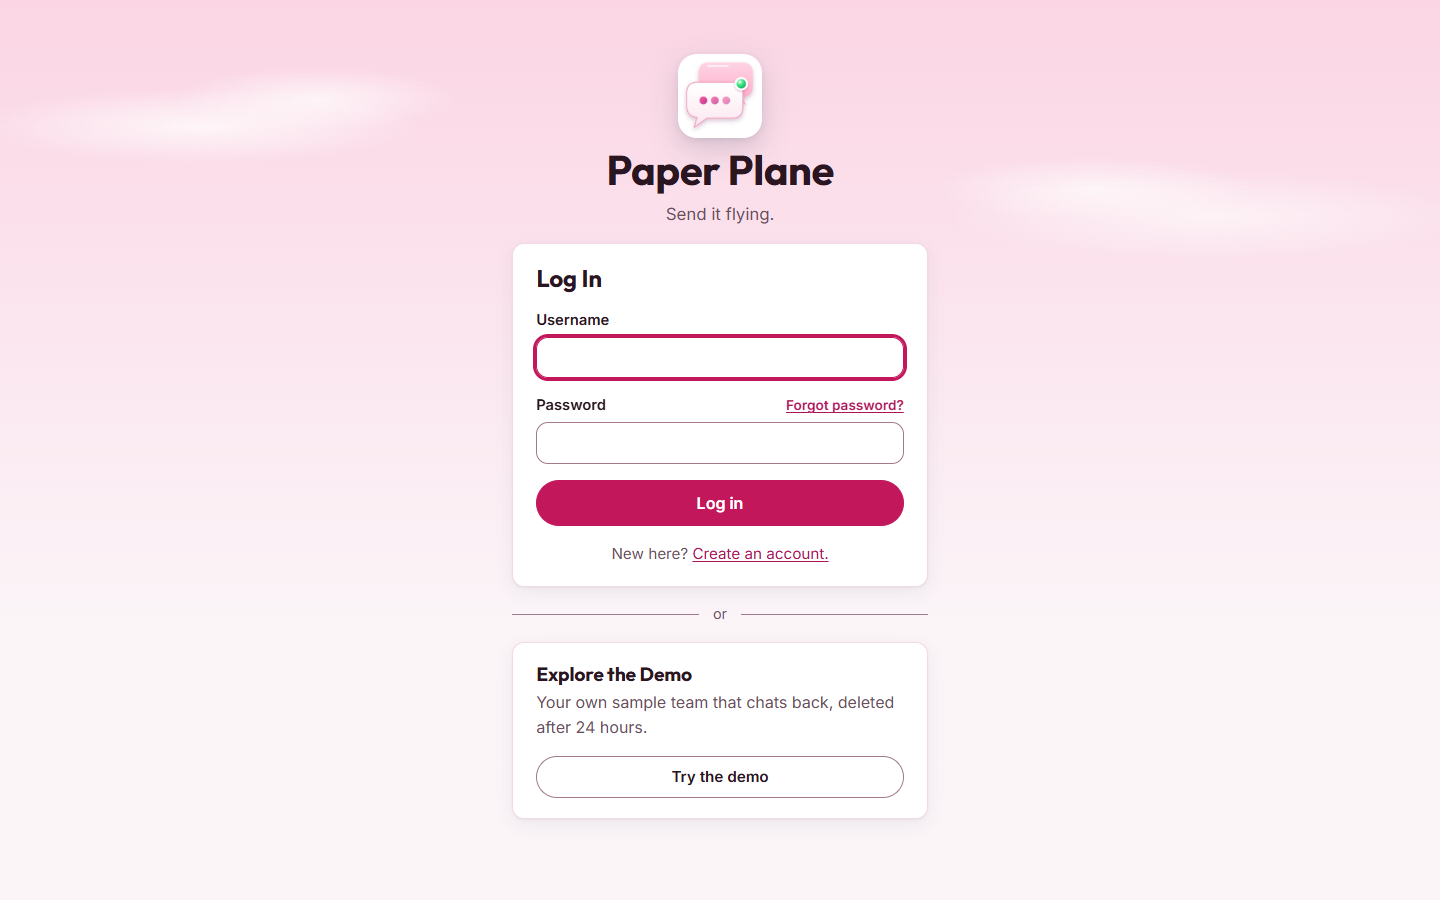 Paper Plane
Send it flying.
Log In
Username
Password
Forgot password?
Log in
New here? Create an account.
or
Explore the Demo
Your own sample team that chats back, deleted
after 24 hours.
Try the demo